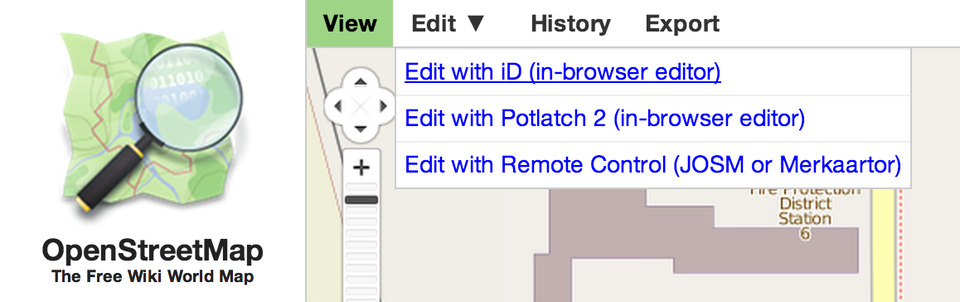 View Edit ▼ History Export
Edit with iD (in-browser editor)
Edit with Potlatch 2 (in-browser editor)
Edit with Remote Control (JOSM or Merkaartor)
Fire Protection
District
Station
6
OpenStreetMap
The Free Wiki World Map